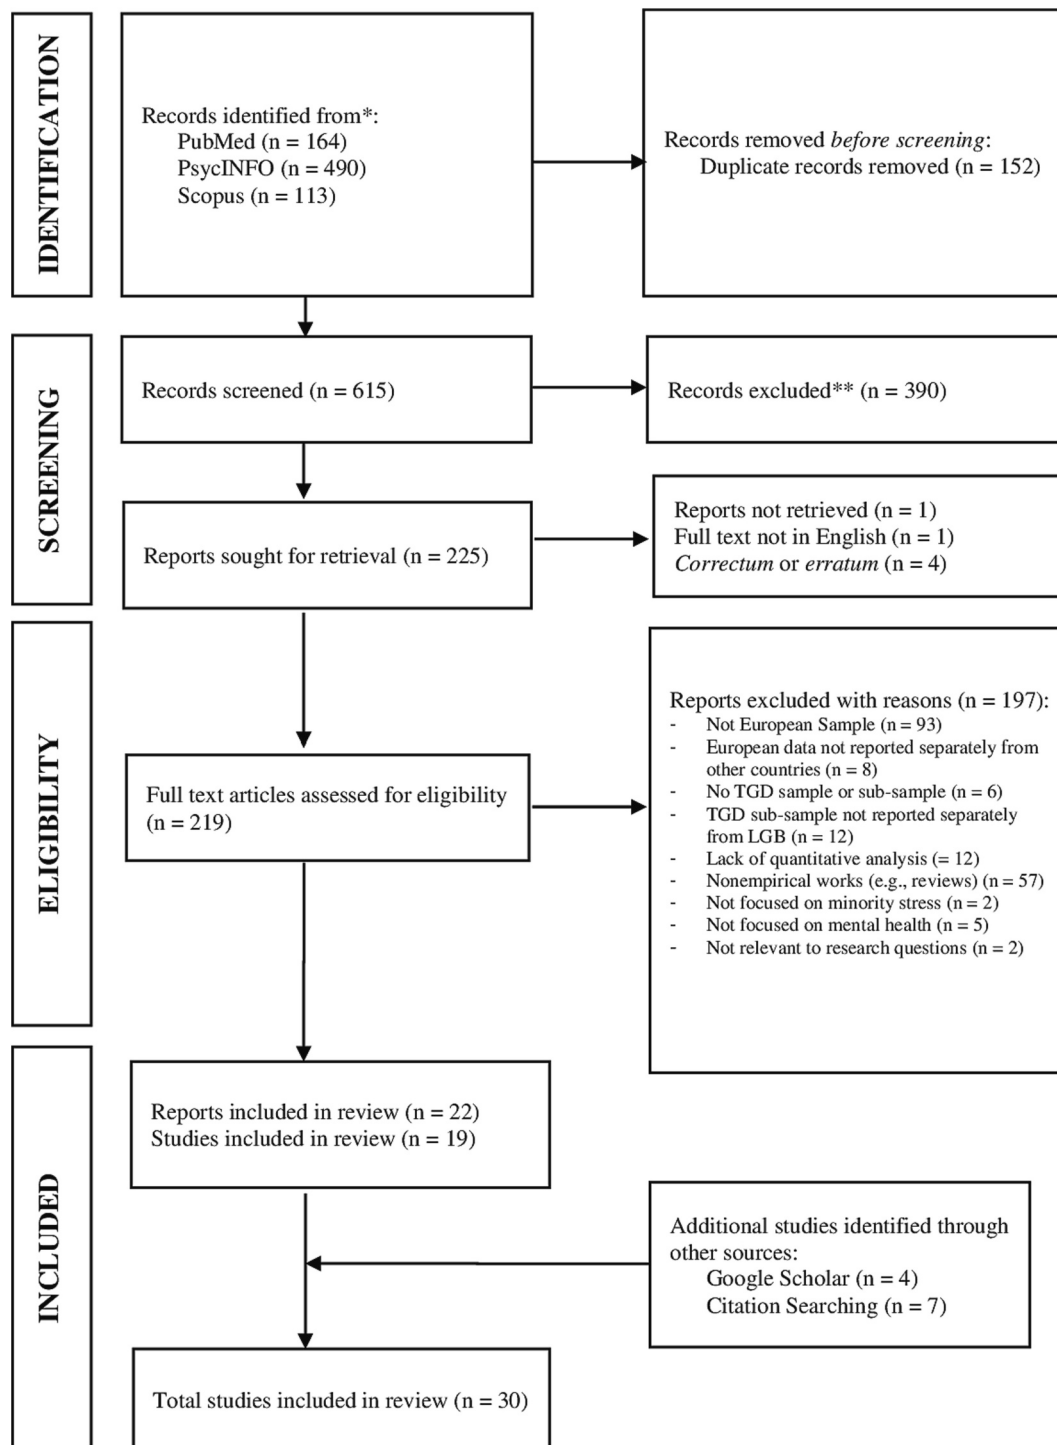 IDENTIFICATION
Records identified from*:
PubMed (n = 164)
PsycINFO (n = 490)
Scopus (n = 113)
Records removed before screening:
Duplicate records removed (n = 152)
SCREENING
Records screened (n = 615)
Records excluded** (n = 390)
Reports sought for retrieval (n = 225)
Reports not retrieved (n = 1)
Full text not in English (n = 1)
Correctum or erratum (n = 4)
ELIGIBILITY
Full text articles assessed for eligibility
(n = 219)
Reports excluded with reasons (n = 197):
- Not European Sample (n = 93)
- European data not reported separately from
other countries (n = 8)
- No TGD sample or sub-sample (n = 6)
- TGD sub-sample not reported separately
from LGB (n = 12)
- Lack of quantitative analysis (= 12)
- Nonempirical works (e.g., reviews) (n = 57)
- Not focused on minority stress (n = 2)
- Not focused on mental health (n = 5)
- Not relevant to research questions (n = 2)
INCLUDED
Reports included in review (n = 22)
Studies included in review (n = 19)
Additional studies identified through
other sources:
Google Scholar (n = 4)
Citation Searching (n = 7)
Total studies included in review (n = 30)